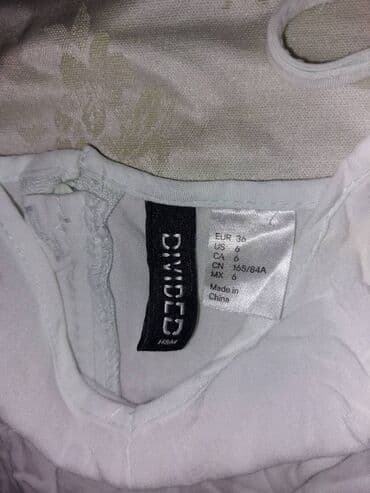 DIVIDED
H&M
EUR 36
US 6
CA 6
CN 165/84A
MX 6
Made in
China